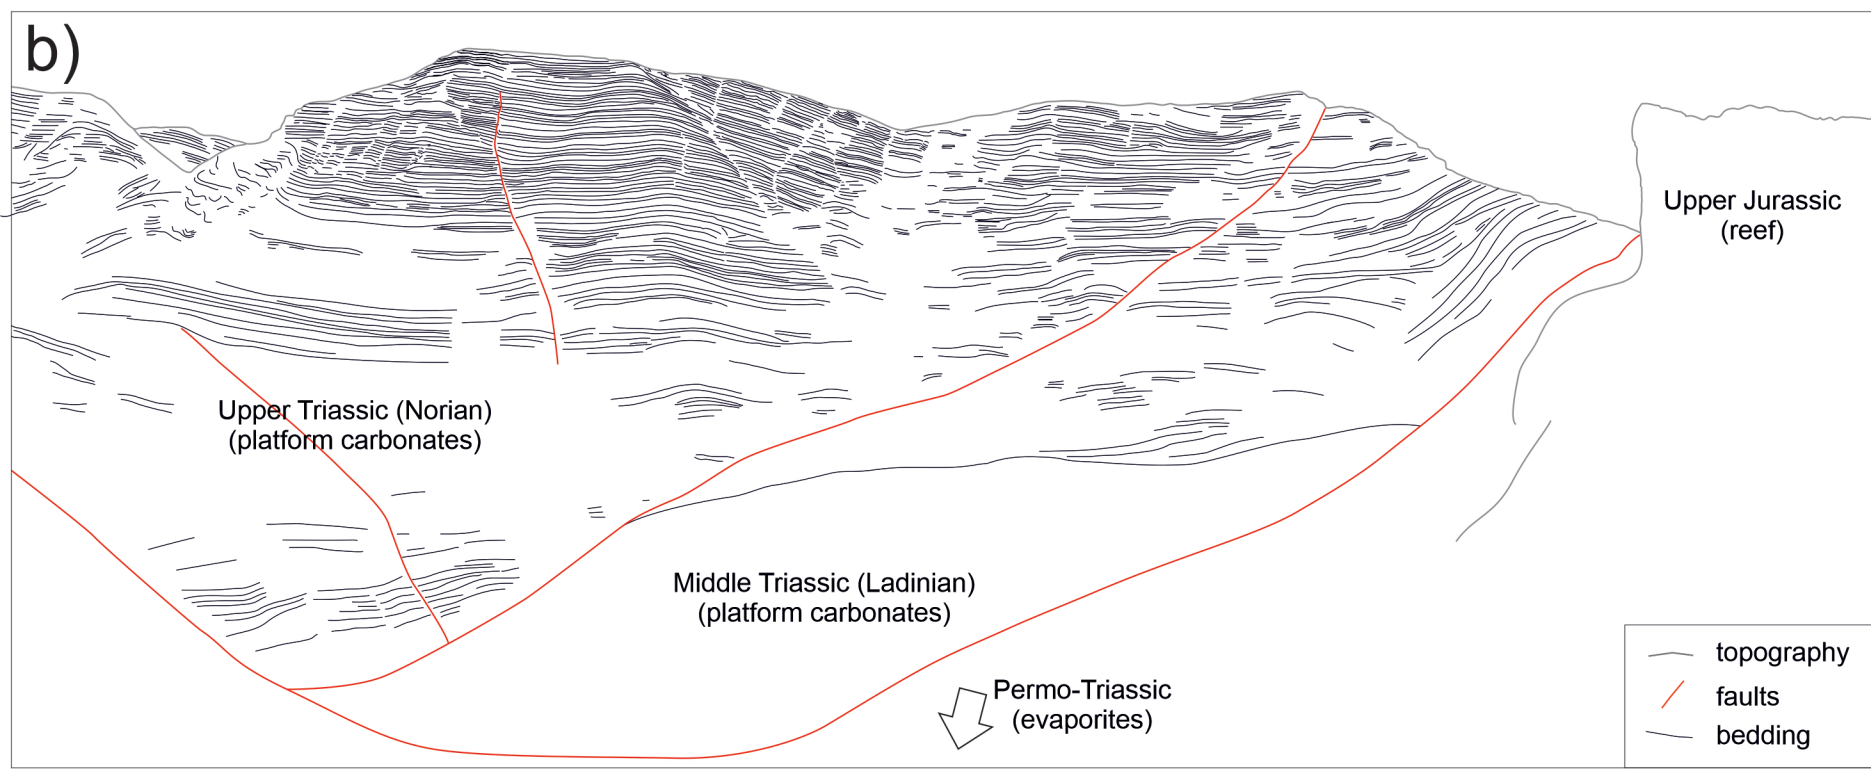 b)
Upper Jurassic
(reef)
Upper Triassic (Norian)
(platform carbonates)
Middle Triassic (Ladinian)
(platform carbonates)
Permo-Triassic
(evaporites)
topography
faults
bedding